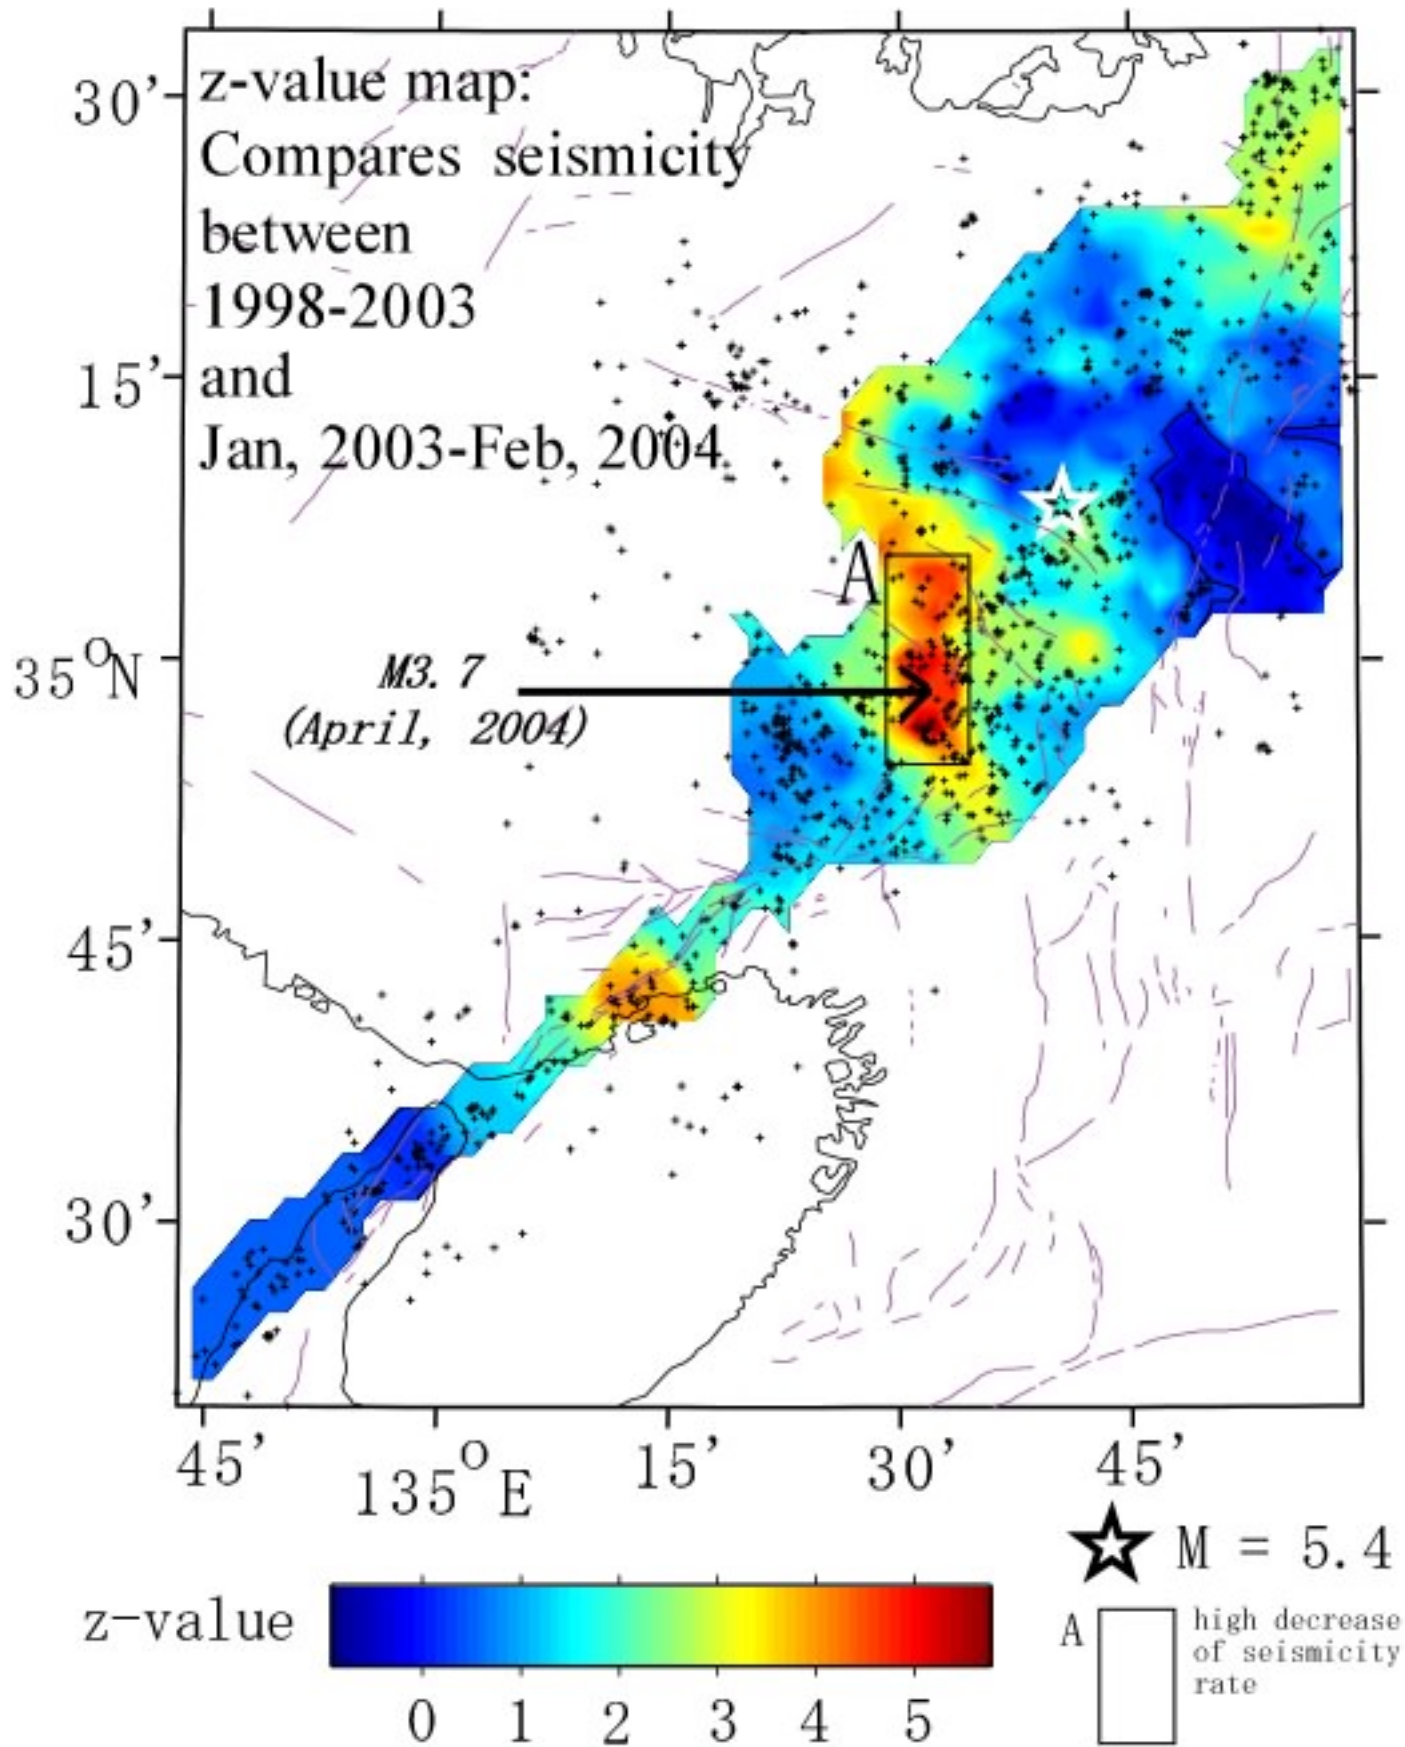 z-value map:
Compares seismicity
between
1998-2003
and
Jan, 2003-Feb, 2004
30'
15'
A
35°N
M3.7
(April, 2004)
45'
30'
45'
135°E
15'
30'
45'
M = 5.4
z-value
A
high decrease
of seismicity
rate
0 1 2 3 4 5